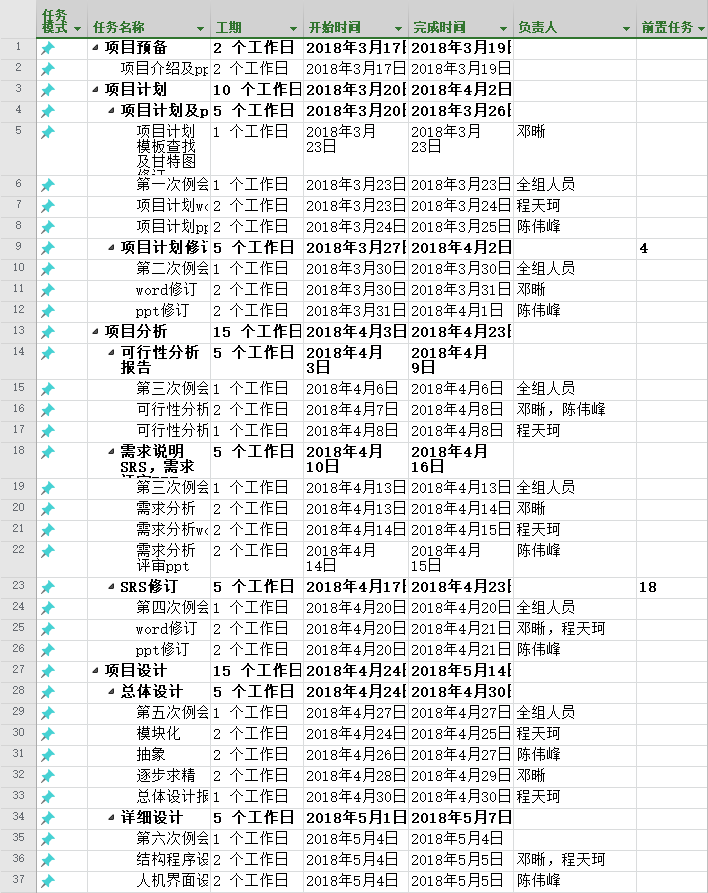 任务模式 任务名称 工期 开始时间 完成时间 负责人 前置任务
1 项目预备 2 个工作日 2018年3月17日 2018年3月19日
2 项目介绍及pp 2 个工作日 2018年3月17日 2018年3月19日
3 项目计划 10 个工作日 2018年3月20日 2018年4月2日
4 项目计划及p 5 个工作日 2018年3月20日 2018年3月26日
5 项目计划 1 个工作日 2018年3月 2018年3月 邓晰
模板查找 23日 23日
及甘特图
修订
6 第一次例会 1 个工作日 2018年3月23日 2018年3月23日 全组人员
7 项目计划wo 2 个工作日 2018年3月23日 2018年3月24日 程天珂
8 项目计划pp 2 个工作日 2018年3月24日 2018年3月25日 陈伟峰
9 项目计划修订 5 个工作日 2018年3月27日 2018年4月2日 4
10 第二次例会 1 个工作日 2018年3月30日 2018年3月30日 全组人员
11 word修订 2 个工作日 2018年3月30日 2018年3月31日 邓晰
12 ppt修订 2 个工作日 2018年3月31日 2018年4月1日 陈伟峰
13 项目分析 15 个工作日 2018年4月3日 2018年4月23日
14 可行性分析 5 个工作日 2018年4月 2018年4月
报告 3日 9日
15 第三次例会 1 个工作日 2018年4月6日 2018年4月6日 全组人员
16 可行性分析 2 个工作日 2018年4月7日 2018年4月8日 邓晰，陈伟峰
17 可行性分析 1 个工作日 2018年4月8日 2018年4月8日 程天珂
18 需求说明 5 个工作日 2018年4月 2018年4月
SRS，需求 10日 16日
19 第三次例会 1 个工作日 2018年4月13日 2018年4月13日 全组人员
20 需求分析 2 个工作日 2018年4月13日 2018年4月14日 邓晰
21 需求分析wo 2 个工作日 2018年4月14日 2018年4月15日 程天珂
22 需求分析 2 个工作日 2018年4月 2018年4月 陈伟峰
评审ppt 14日 15日
23 SRS修订 5 个工作日 2018年4月17日 2018年4月23日 18
24 第四次例会 1 个工作日 2018年4月20日 2018年4月20日 全组人员
25 word修订 2 个工作日 2018年4月20日 2018年4月21日 邓晰，程天珂
26 ppt修订 2 个工作日 2018年4月20日 2018年4月21日 陈伟峰
27 项目设计 15 个工作日 2018年4月24日 2018年5月14日
28 总体设计 5 个工作日 2018年4月24日 2018年4月30日
29 第五次例会 1 个工作日 2018年4月27日 2018年4月27日 全组人员
30 模块化 2 个工作日 2018年4月24日 2018年4月25日 程天珂
31 抽象 2 个工作日 2018年4月26日 2018年4月27日 陈伟峰
32 逐步求精 2 个工作日 2018年4月28日 2018年4月29日 邓晰
33 总体设计报 1 个工作日 2018年4月30日 2018年4月30日 程天珂
34 详细设计 5 个工作日 2018年5月1日 2018年5月7日
35 第六次例会 1 个工作日 2018年5月4日 2018年5月4日
36 结构程序设 2 个工作日 2018年5月4日 2018年5月5日 邓晰，程天珂
37 人机界面设 2 个工作日 2018年5月4日 2018年5月5日 陈伟峰